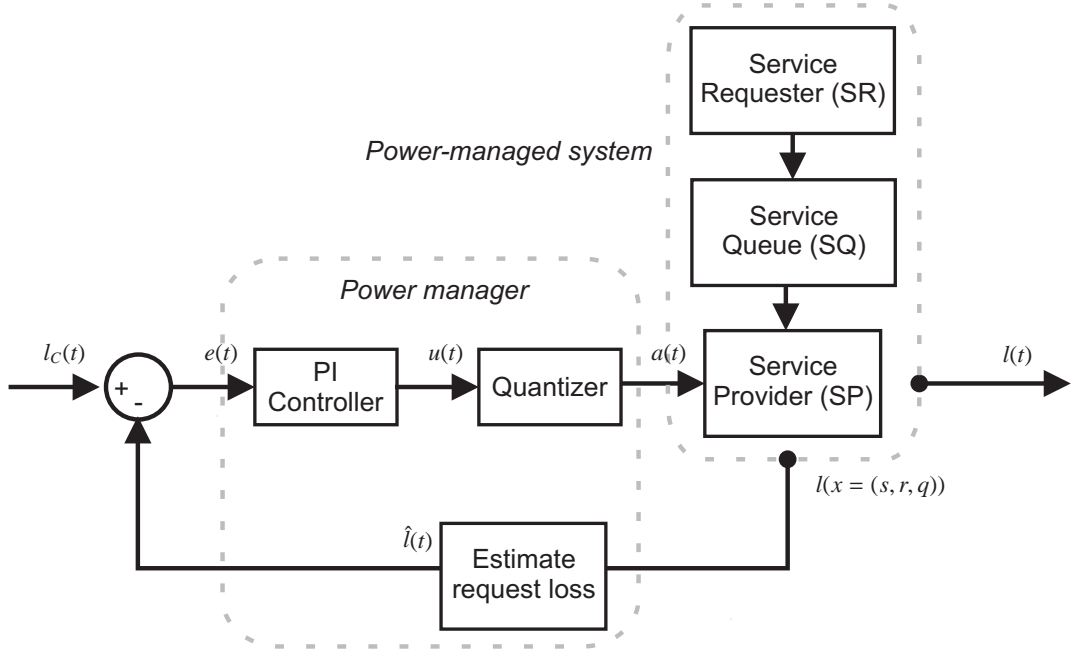 Service
Requester (SR)
Power-managed system
Service
Queue (SQ)
Power manager
l_C(t)
e(t)
PI
Controller
u(t)
Quantizer
a(t)
Service
Provider (SP)
l(t)
+
-
l(x = (s, r, q))
l̂(t)
Estimate
request loss